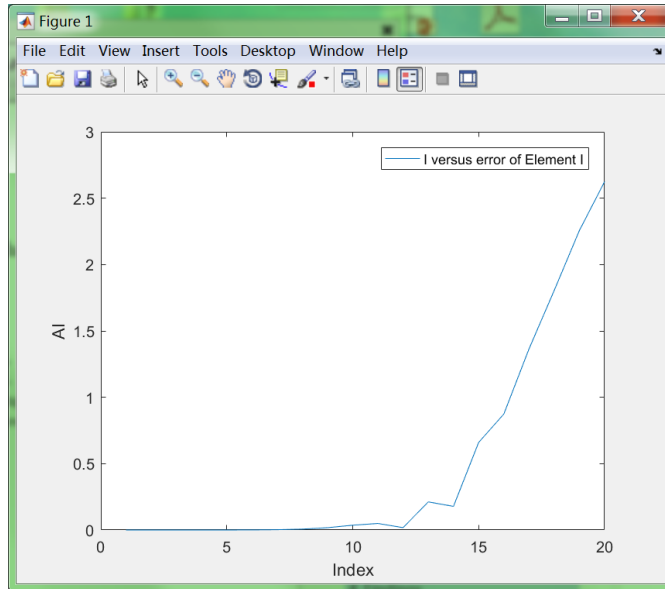 Figure 1
File Edit View Insert Tools Desktop Window Help
3
I versus error of Element I
2.5
2
1.5
AI
1
0.5
0
0 5 10 15 20
Index